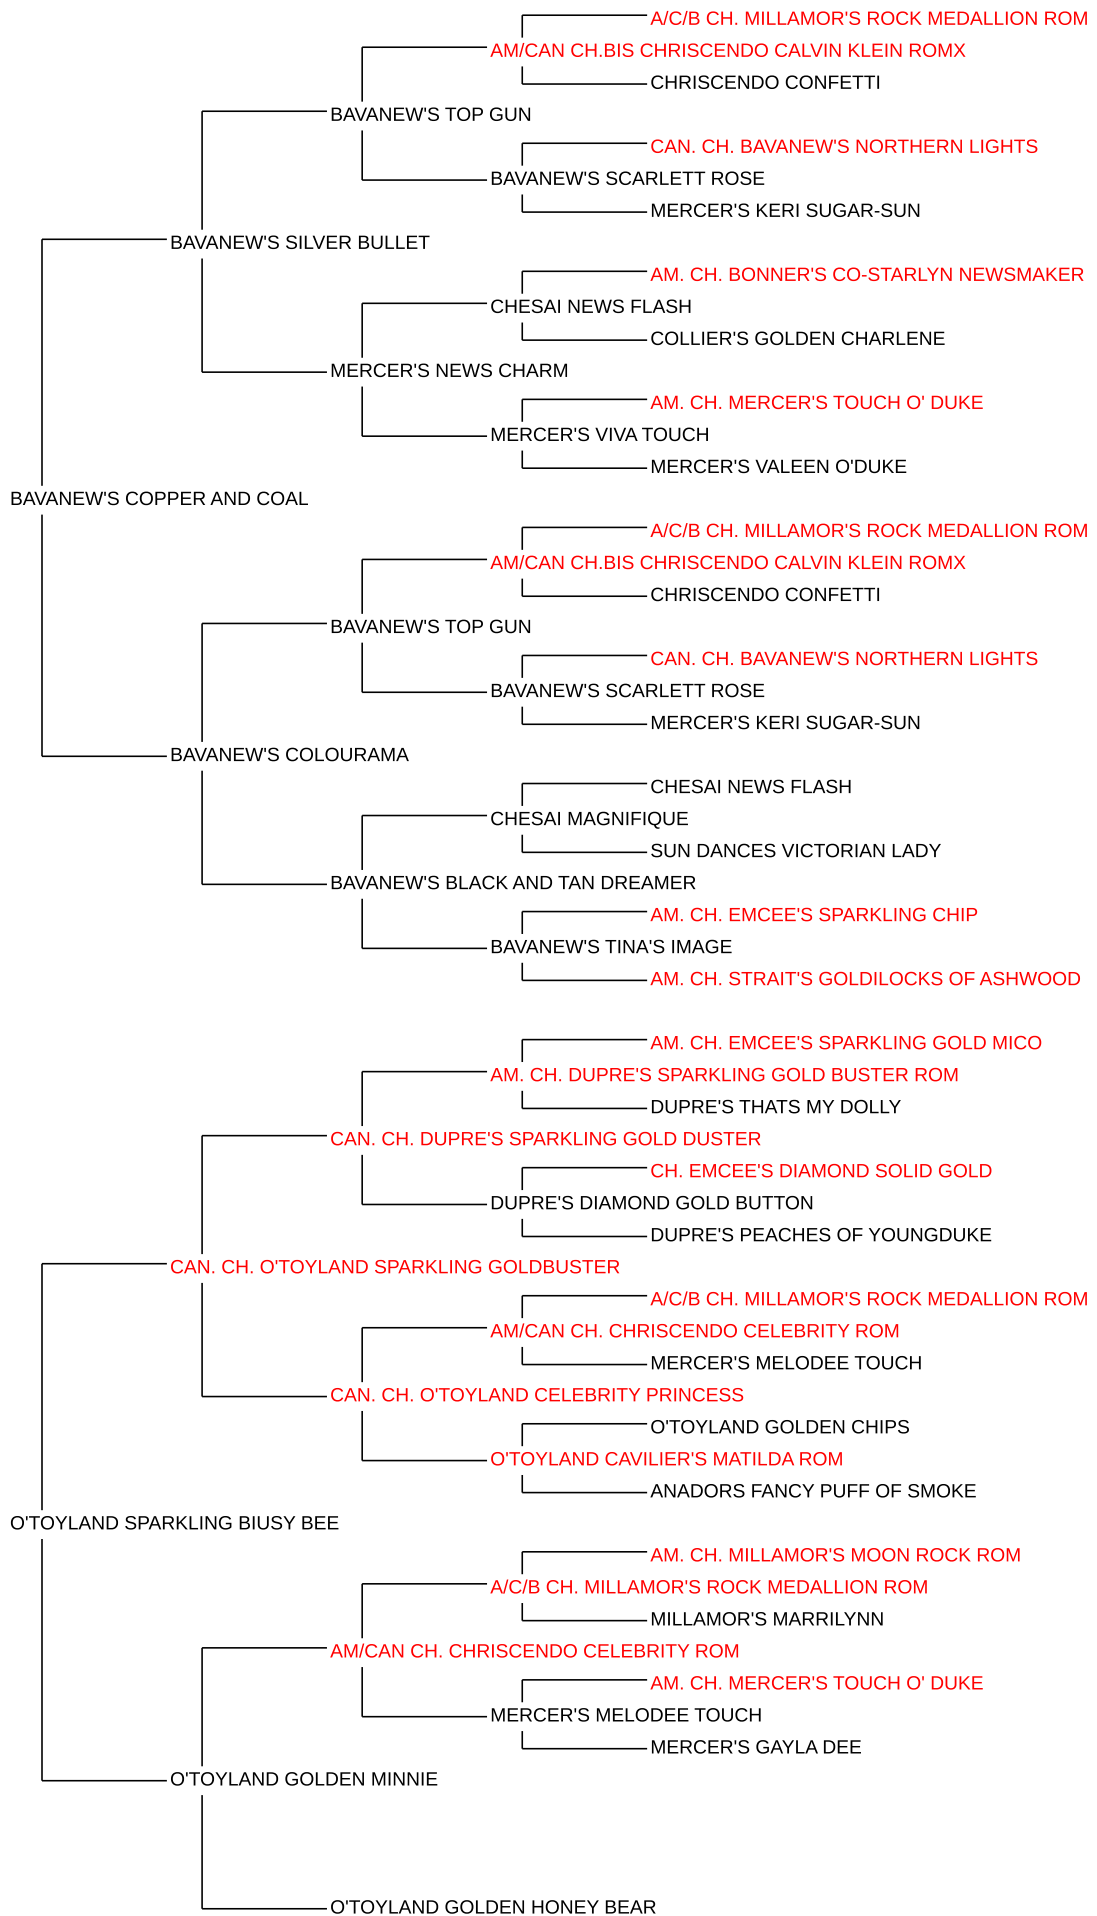 A/C/B CH. MILLAMOR'S ROCK MEDALLION ROM
AM/CAN CH.BIS CHRISCENDO CALVIN KLEIN ROMX
CHRISCENDO CONFETTI
BAVANEW'S TOP GUN
CAN. CH. BAVANEW'S NORTHERN LIGHTS
BAVANEW'S SCARLETT ROSE
MERCER'S KERI SUGAR-SUN
BAVANEW'S SILVER BULLET
AM. CH. BONNER'S CO-STARLYN NEWSMAKER
CHESAI NEWS FLASH
COLLIER'S GOLDEN CHARLENE
MERCER'S NEWS CHARM
AM. CH. MERCER'S TOUCH O' DUKE
MERCER'S VIVA TOUCH
MERCER'S VALEEN O'DUKE
BAVANEW'S COPPER AND COAL
A/C/B CH. MILLAMOR'S ROCK MEDALLION ROM
AM/CAN CH.BIS CHRISCENDO CALVIN KLEIN ROMX
CHRISCENDO CONFETTI
BAVANEW'S TOP GUN
CAN. CH. BAVANEW'S NORTHERN LIGHTS
BAVANEW'S SCARLETT ROSE
MERCER'S KERI SUGAR-SUN
BAVANEW'S COLOURAMA
CHESAI NEWS FLASH
CHESAI MAGNIFIQUE
SUN DANCES VICTORIAN LADY
BAVANEW'S BLACK AND TAN DREAMER
AM. CH. EMCEE'S SPARKLING CHIP
BAVANEW'S TINA'S IMAGE
AM. CH. STRAIT'S GOLDILOCKS OF ASHWOOD
AM. CH. EMCEE'S SPARKLING GOLD MICO
AM. CH. DUPRE'S SPARKLING GOLD BUSTER ROM
DUPRE'S THATS MY DOLLY
CAN. CH. DUPRE'S SPARKLING GOLD DUSTER
CH. EMCEE'S DIAMOND SOLID GOLD
DUPRE'S DIAMOND GOLD BUTTON
DUPRE'S PEACHES OF YOUNGDUKE
CAN. CH. O'TOYLAND SPARKLING GOLDBUSTER
A/C/B CH. MILLAMOR'S ROCK MEDALLION ROM
AM/CAN CH. CHRISCENDO CELEBRITY ROM
MERCER'S MELODEE TOUCH
CAN. CH. O'TOYLAND CELEBRITY PRINCESS
O'TOYLAND GOLDEN CHIPS
O'TOYLAND CAVILIER'S MATILDA ROM
ANADORS FANCY PUFF OF SMOKE
O'TOYLAND SPARKLING BIUSY BEE
AM. CH. MILLAMOR'S MOON ROCK ROM
A/C/B CH. MILLAMOR'S ROCK MEDALLION ROM
MILLAMOR'S MARRILYNN
AM/CAN CH. CHRISCENDO CELEBRITY ROM
AM. CH. MERCER'S TOUCH O' DUKE
MERCER'S MELODEE TOUCH
MERCER'S GAYLA DEE
O'TOYLAND GOLDEN MINNIE
O'TOYLAND GOLDEN HONEY BEAR